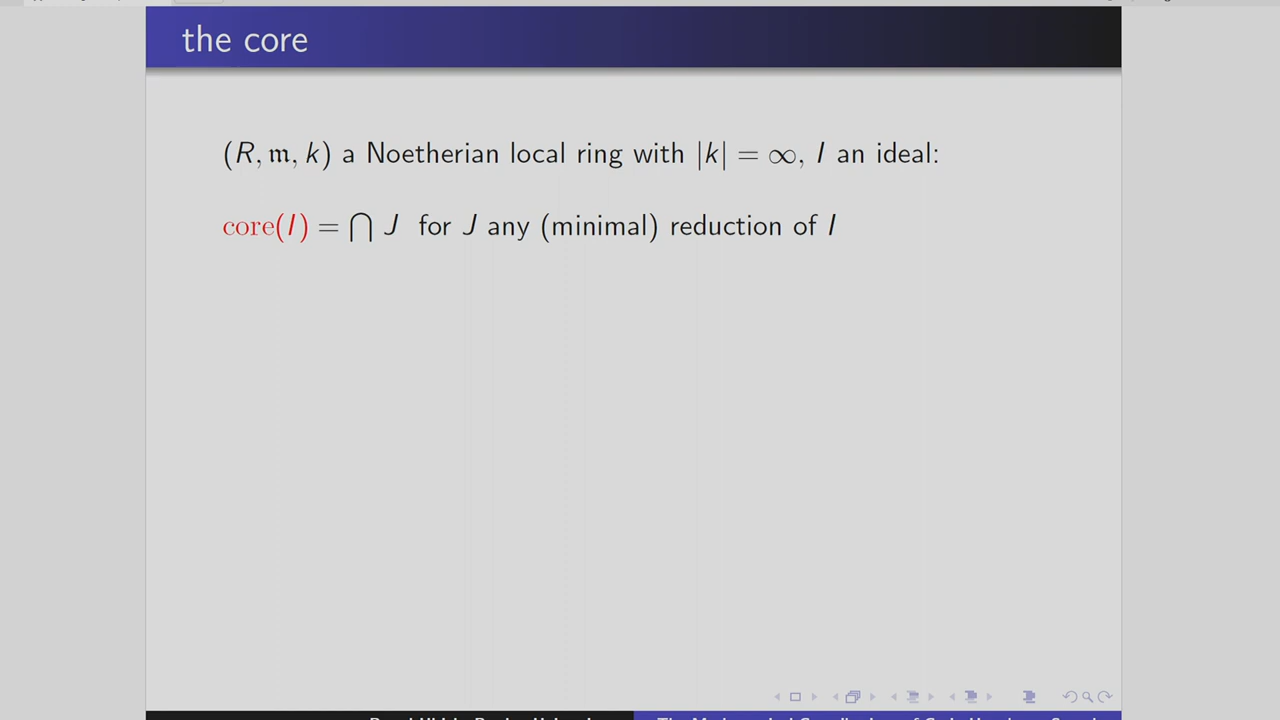 the core
(R, 𝔪, k) a Noetherian local ring with |k| = ∞, I an ideal:
core(I) = ⋂ J for J any (minimal) reduction of I